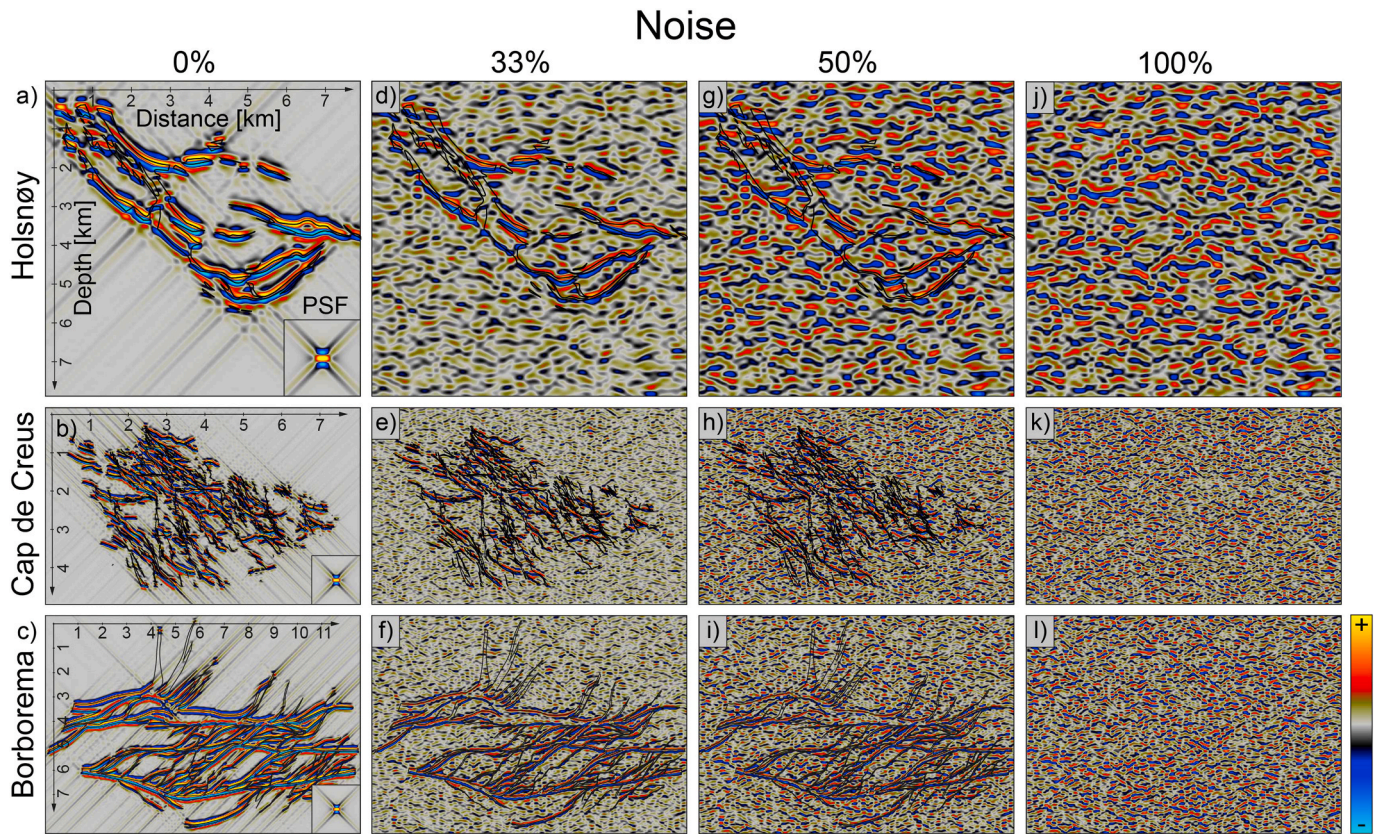 Noise
0% 33% 50% 100%
Holsnøy
a) d) g) j)
1 2 3 4 5 6 7
Distance [km]
2 3 4 5 6 7
Depth [km]
PSF
Cap de Creus
b) e) h) k)
1 2 3 4 5 6 7
1 2 3 4
Borborema
c) f) i) l)
1 2 3 4 5 6 7 8 9 10 11
1 2 3 4 5 6 7
+
-